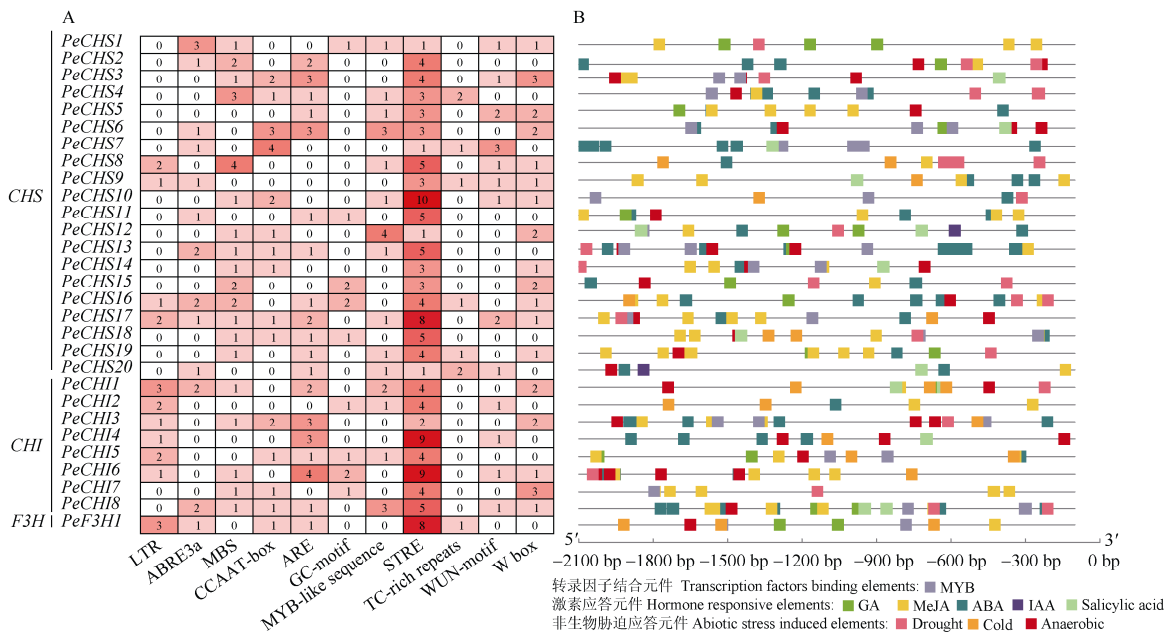 A
B
PeCHS1 0 3 1 0 0 1 1 1 0 1 1
PeCHS2 0 1 2 0 2 0 0 4 0 0 0
PeCHS3 0 0 1 2 3 0 0 4 0 1 3
PeCHS4 0 0 3 1 1 0 1 3 2 0 0
PeCHS5 0 0 0 0 1 0 1 3 0 2 2
PeCHS6 0 1 0 3 3 0 3 3 0 0 2
PeCHS7 0 1 0 4 0 0 0 1 1 3 0
PeCHS8 2 0 4 0 0 0 1 5 0 1 1
PeCHS9 1 1 0 0 0 0 0 3 1 1 1
CHS
PeCHS10 0 0 1 2 0 0 1 10 0 1 1
PeCHS11 0 1 0 0 1 1 0 5 0 0 0
PeCHS12 0 0 1 1 0 0 4 1 0 0 2
PeCHS13 0 2 1 1 1 0 1 5 0 0 0
PeCHS14 0 0 1 1 0 0 0 3 0 0 1
PeCHS15 0 0 2 0 0 2 0 3 0 0 2
PeCHS16 1 2 2 0 1 2 0 4 1 0 1
PeCHS17 2 1 1 1 2 0 1 8 0 2 1
PeCHS18 0 0 1 1 1 1 0 5 0 0 0
PeCHS19 0 0 1 0 1 0 1 4 1 0 1
PeCHS20 0 1 0 0 1 0 1 1 2 1 0
PeCHI1 3 2 1 0 2 0 2 4 0 0 2
PeCHI2 2 0 0 0 0 1 1 4 0 1 0
PeCHI3 1 0 1 2 3 0 0 2 0 0 2
CHI
PeCHI4 1 0 0 0 3 0 0 9 0 1 0
PeCHI5 2 0 0 1 1 1 1 4 0 0 0
PeCHI6 1 0 1 0 4 2 0 9 0 1 1
PeCHI7 0 0 1 1 0 1 0 4 0 0 3
PeCHI8 0 2 1 1 1 0 3 5 0 1 1
F3H
PeF3H1 3 1 0 1 1 0 0 8 1 0 0
LTR
ABRE3a
MBS
CCAAT-box
ARE
GC-motif
MYB-like sequence
STRE
TC-rich repeats
WUN-motif
W box
5′ 3′
−2100 bp −1800 bp −1500 bp −1200 bp −900 bp −600 bp −300 bp 0 bp
转录因子结合元件 Transcription factors binding elements: MYB
激素应答元件 Hormone responsive elements: GA MeJA ABA IAA Salicylic acid
非生物胁迫应答元件 Abiotic stress induced elements: Drought Cold Anaerobic